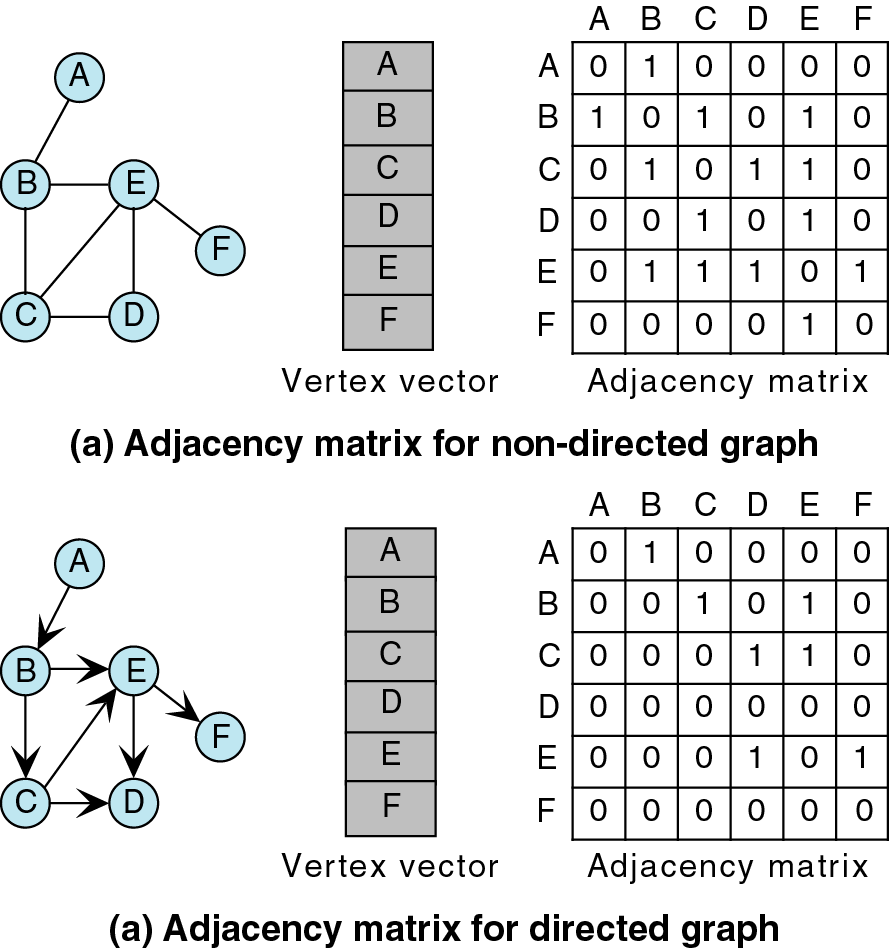 A
B E
F
C D
A
B
C
D
E
F
Vertex vector
A B C D E F
A 0 1 0 0 0 0
B 1 0 1 0 1 0
C 0 1 0 1 1 0
D 0 0 1 0 1 0
E 0 1 1 1 0 1
F 0 0 0 0 1 0
Adjacency matrix
(a) Adjacency matrix for non-directed graph
A
B E
F
C D
A
B
C
D
E
F
Vertex vector
A B C D E F
A 0 1 0 0 0 0
B 0 0 1 0 1 0
C 0 0 0 1 1 0
D 0 0 0 0 0 0
E 0 0 0 1 0 1
F 0 0 0 0 0 0
Adjacency matrix
(a) Adjacency matrix for directed graph